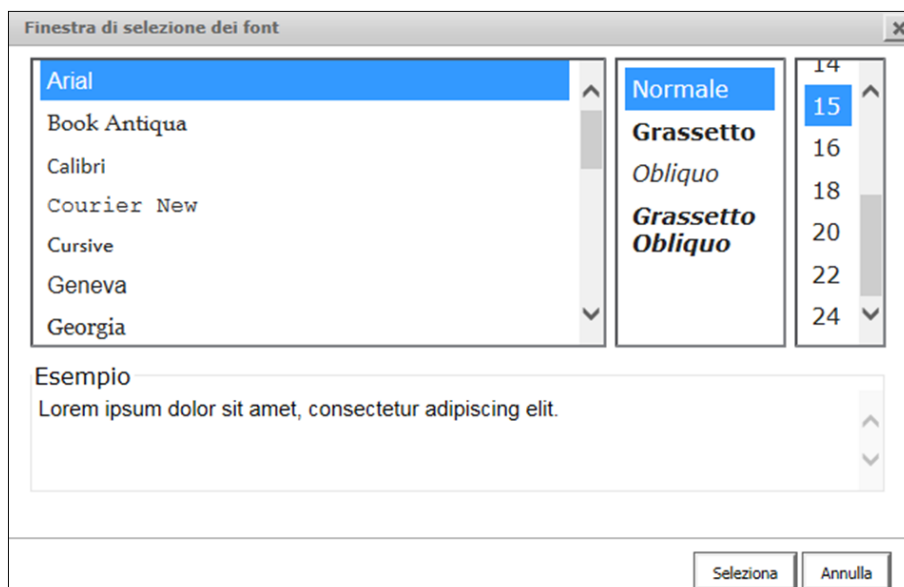 Finestra di selezione dei font
Arial
Book Antiqua
Calibri
Courier New
Cursive
Geneva
Georgia
Normale
Grassetto
Obliquo
Grassetto
Obliquo
14
15
16
18
20
22
24
Esempio
Lorem ipsum dolor sit amet, consectetur adipiscing elit.
Seleziona
Annulla